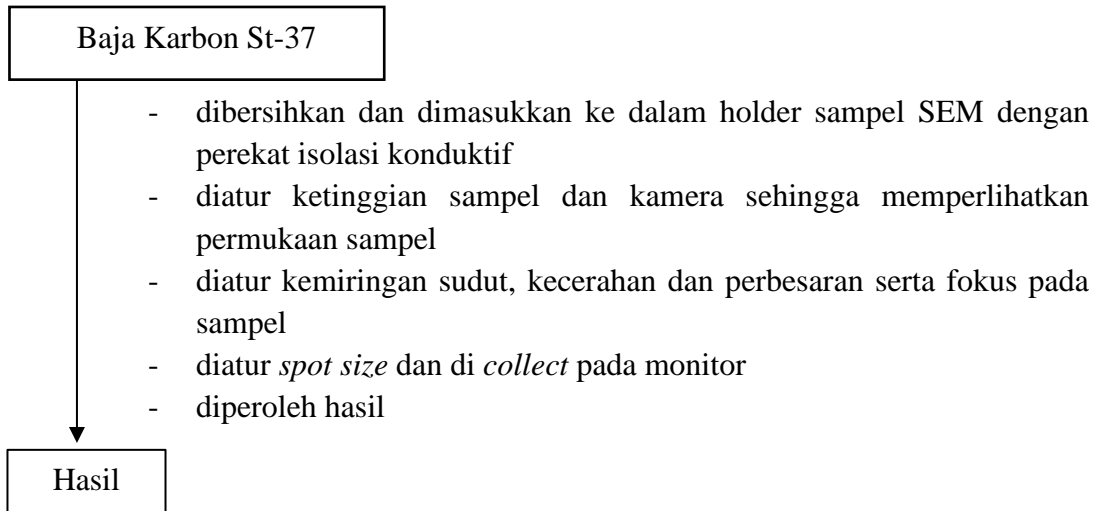 Baja Karbon St-37
- dibersihkan dan dimasukkan ke dalam holder sampel SEM dengan
perekat isolasi konduktif
- diatur ketinggian sampel dan kamera sehingga memperlihatkan
permukaan sampel
- diatur kemiringan sudut, kecerahan dan perbesaran serta fokus pada
sampel
- diatur spot size dan di collect pada monitor
- diperoleh hasil
Hasil